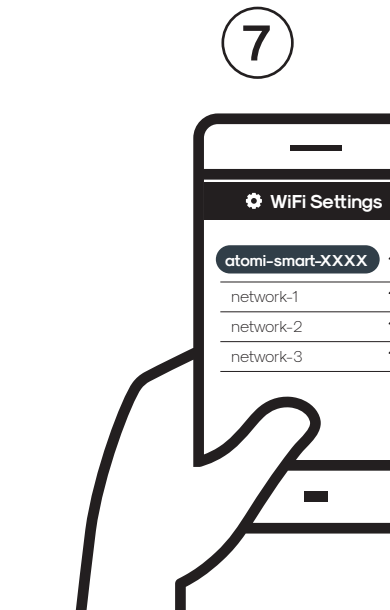 7
WiFi Settings
atomi-smart-XXXX
network-1
network-2
network-3